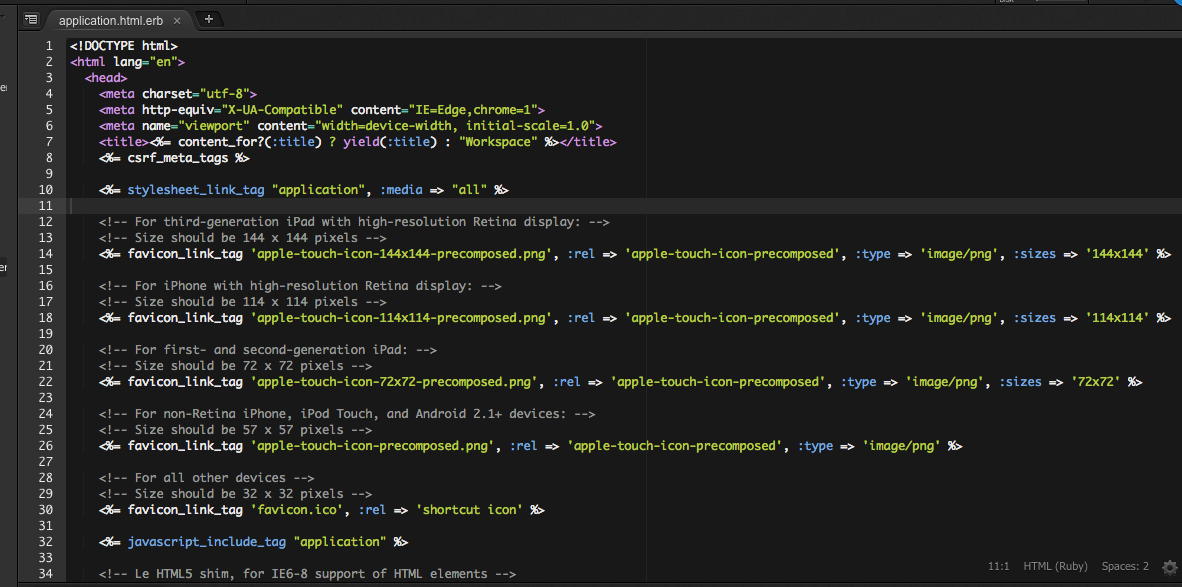 application.html.erb × +
1 <!DOCTYPE html>
2 <html lang="en">
3 <head>
4 <meta charset="utf-8">
5 <meta http-equiv="X-UA-Compatible" content="IE=Edge,chrome=1">
6 <meta name="viewport" content="width=device-width, initial-scale=1.0">
7 <title><%= content_for?(:title) ? yield(:title) : "Workspace" %></title>
8 <%= csrf_meta_tags %>
9
10 <%= stylesheet_link_tag "application", :media => "all" %>
11
12 <!-- For third-generation iPad with high-resolution Retina display: -->
13 <!-- Size should be 144 x 144 pixels -->
14 <%= favicon_link_tag 'apple-touch-icon-144x144-precomposed.png', :rel => 'apple-touch-icon-precomposed', :type => 'image/png', :sizes => '144x144' %>
15
16 <!-- For iPhone with high-resolution Retina display: -->
17 <!-- Size should be 114 x 114 pixels -->
18 <%= favicon_link_tag 'apple-touch-icon-114x114-precomposed.png', :rel => 'apple-touch-icon-precomposed', :type => 'image/png', :sizes => '114x114' %>
19
20 <!-- For first- and second-generation iPad: -->
21 <!-- Size should be 72 x 72 pixels -->
22 <%= favicon_link_tag 'apple-touch-icon-72x72-precomposed.png', :rel => 'apple-touch-icon-precomposed', :type => 'image/png', :sizes => '72x72' %>
23
24 <!-- For non-Retina iPhone, iPod Touch, and Android 2.1+ devices: -->
25 <!-- Size should be 57 x 57 pixels -->
26 <%= favicon_link_tag 'apple-touch-icon-precomposed.png', :rel => 'apple-touch-icon-precomposed', :type => 'image/png' %>
27
28 <!-- For all other devices -->
29 <!-- Size should be 32 x 32 pixels -->
30 <%= favicon_link_tag 'favicon.ico', :rel => 'shortcut icon' %>
31
32 <%= javascript_include_tag "application" %>
33
34 <!-- Le HTML5 shim, for IE6-8 support of HTML elements -->
11:1 HTML (Ruby) Spaces: 2